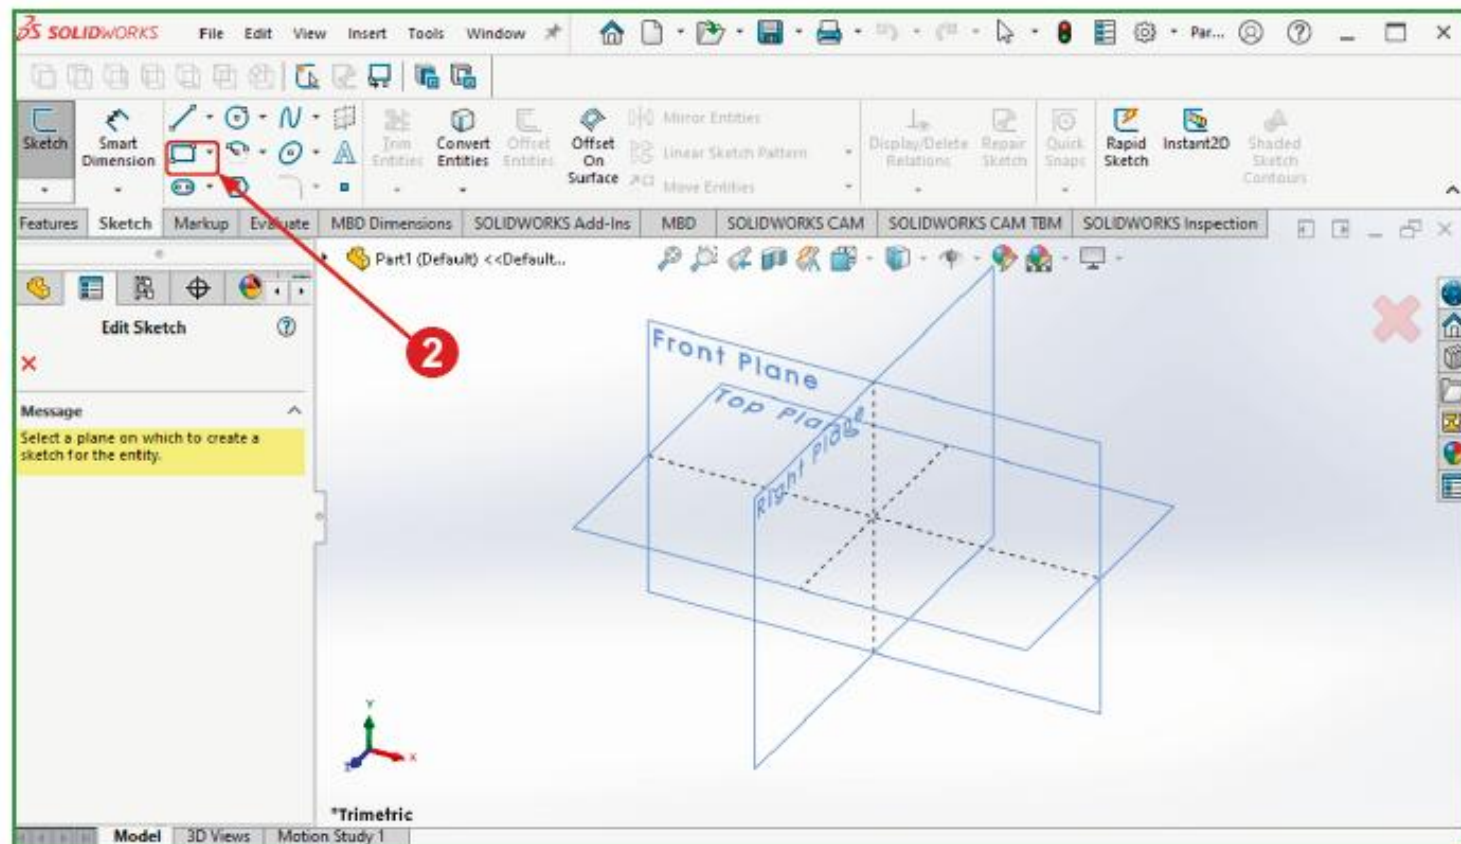 SOLIDWORKS File Edit View Insert Tools Window Par...
Sketch
Smart
Dimension
Trim
Entities
Convert
Entities
Offset
Entities
Offset
On
Surface
Mirror Entities
Linear Sketch Pattern
Move Entities
Display/Delete
Relations
Repair
Sketch
Quick
Snaps
Rapid
Sketch
Instant2D
Shaded
Sketch
Contours
Features Sketch Markup Evaluate MBD Dimensions SOLIDWORKS Add-Ins MBD SOLIDWORKS CAM SOLIDWORKS CAM TBM SOLIDWORKS Inspection
Part1 (Default) <<Default...
Edit Sketch
2
Message
Select a plane on which to create a
sketch for the entity.
Front Plane
Top Plane
Right Plane
Y
X
Z
*Trimetric
Model 3D Views Motion Study 1